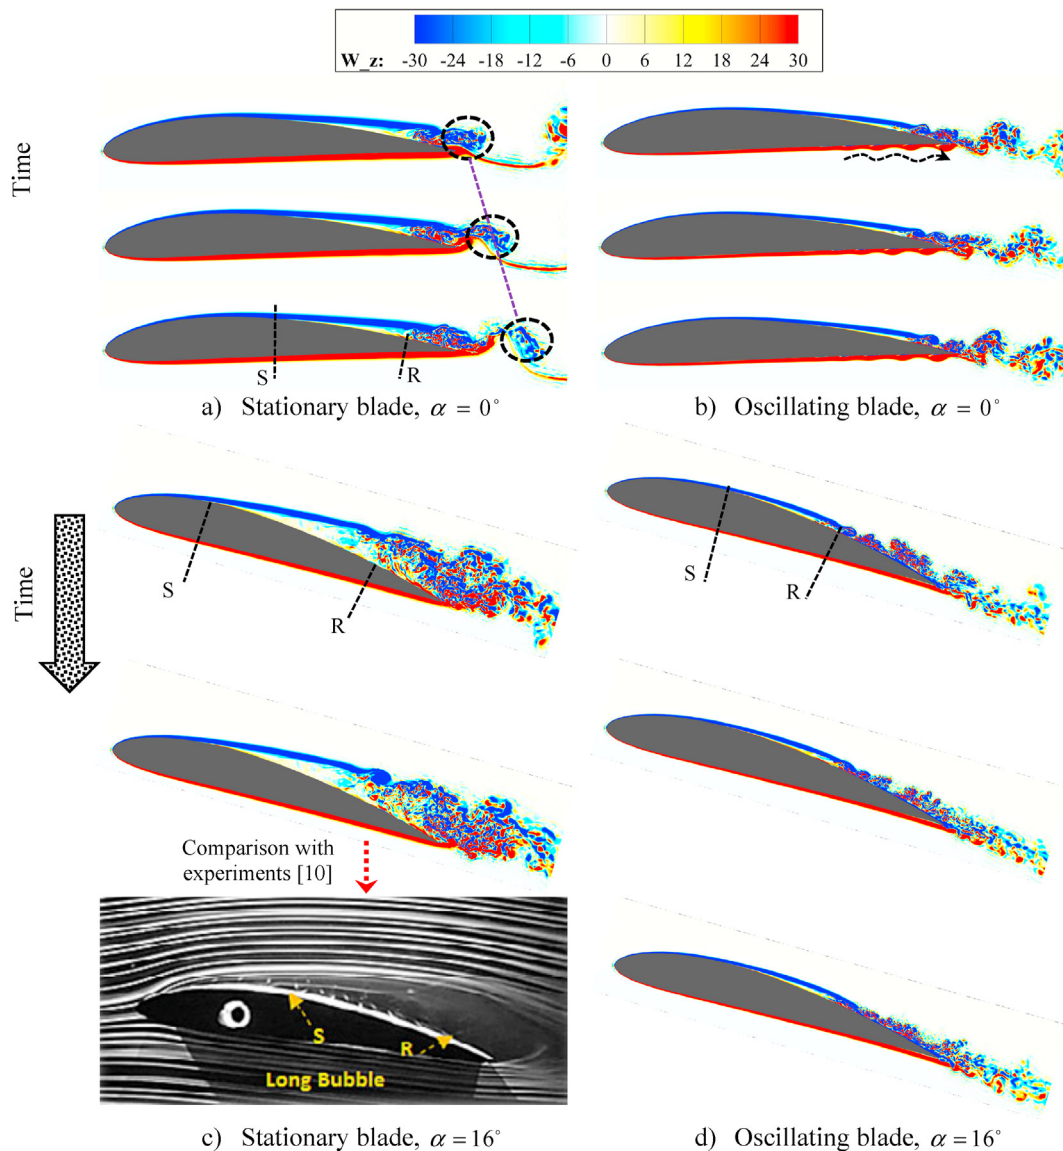 W_z: -30 -24 -18 -12 -6 0 6 12 18 24 30
Time
S
R
a) Stationary blade, α = 0°
b) Oscillating blade, α = 0°
Time
S
R
S
R
Comparison with
experiments [10]
S
R
Long Bubble
c) Stationary blade, α = 16°
d) Oscillating blade, α = 16°